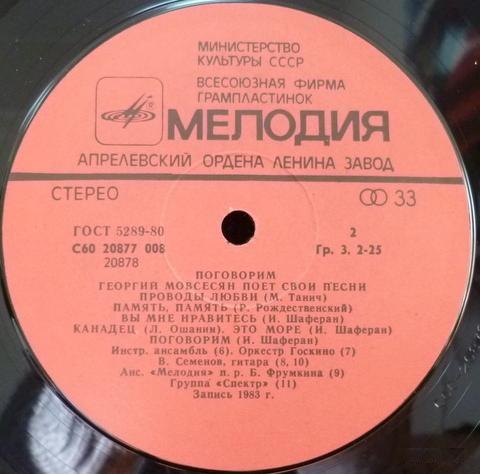 МИНИСТЕРСТВО
КУЛЬТУРЫ СССР
ВСЕСОЮЗНАЯ ФИРМА
ГРАМПЛАСТИНОК
МЕЛОДИЯ
АПРЕЛЕВСКИЙ ОРДЕНА ЛЕНИНА ЗАВОД
СТЕРЕО
33
ГОСТ 5289-80
2
С60 20877 008
Гр. 3. 2-25
20878
ПОГОВОРИМ
ГЕОРГИЙ МОВСЕСЯН ПОЕТ СВОИ ПЕСНИ
ПРОВОДЫ ЛЮБВИ (М. Танич)
ПАМЯТЬ, ПАМЯТЬ (Р. Рождественский)
ВЫ МНЕ НРАВИТЕСЬ (И. Шаферан)
КАНАДЕЦ (Л. Ошанин). ЭТО МОРЕ (И. Шаферан)
ПОГОВОРИМ (И. Шаферан)
Инстр. ансамбль (6). Оркестр Госкино (7)
В. Семенов, гитара (8, 10)
Анс. «Мелодия» п. р. Б. Фрумкина (9)
Группа «Спектр» (11)
Запись 1983 г.